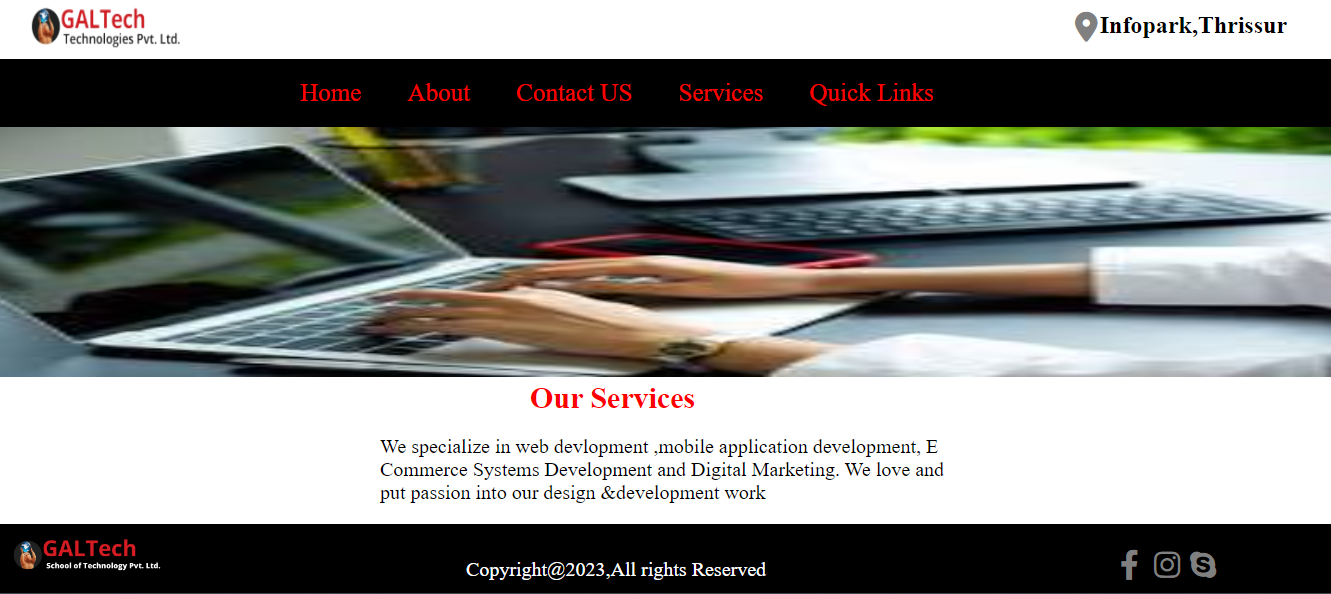 GALTech
Technologies Pvt. Ltd.
Infopark,Thrissur
Home About Contact US Services Quick Links
Our Services
We specialize in web devlopment ,mobile application development, E
Commerce Systems Development and Digital Marketing. We love and
put passion into our design &development work
GALTech
School of Technology Pvt. Ltd.
Copyright@2023,All rights Reserved